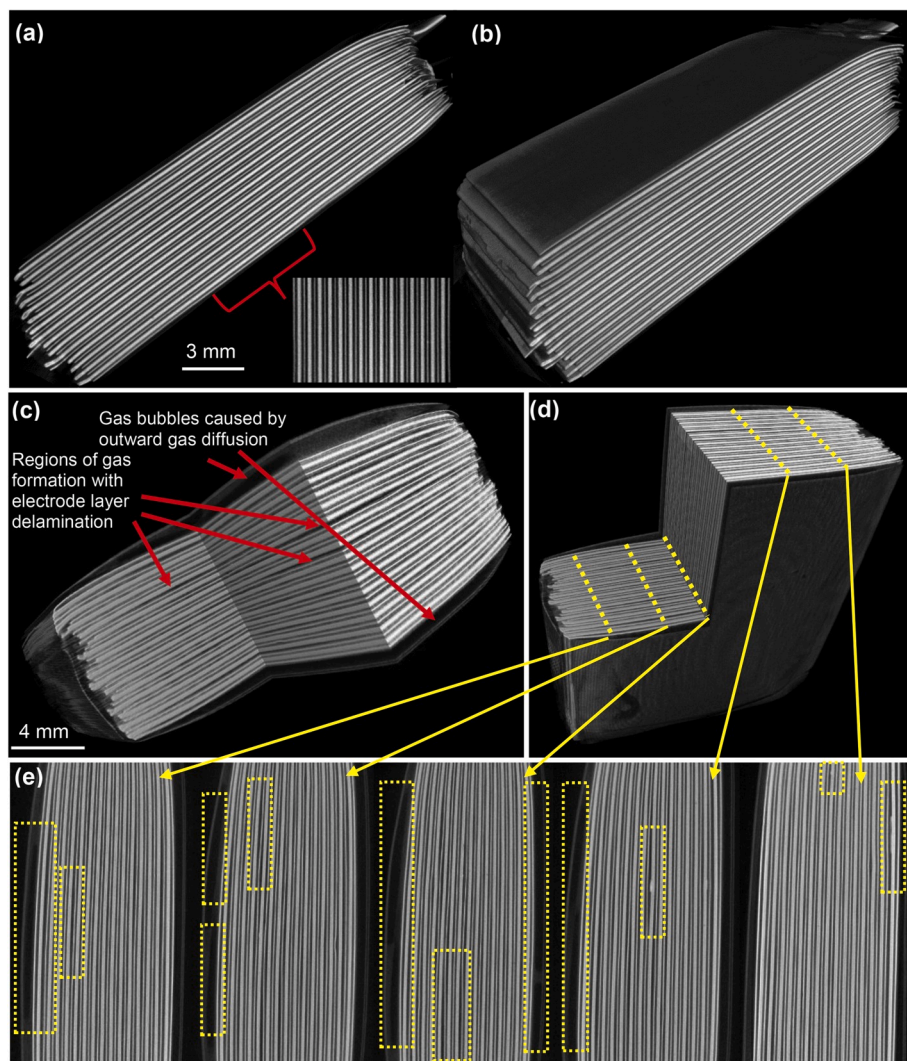 (a)
(b)
3 mm
(c)
Gas bubbles caused by
outward gas diffusion
Regions of gas
formation with
electrode layer
delamination
4 mm
(d)
(e)